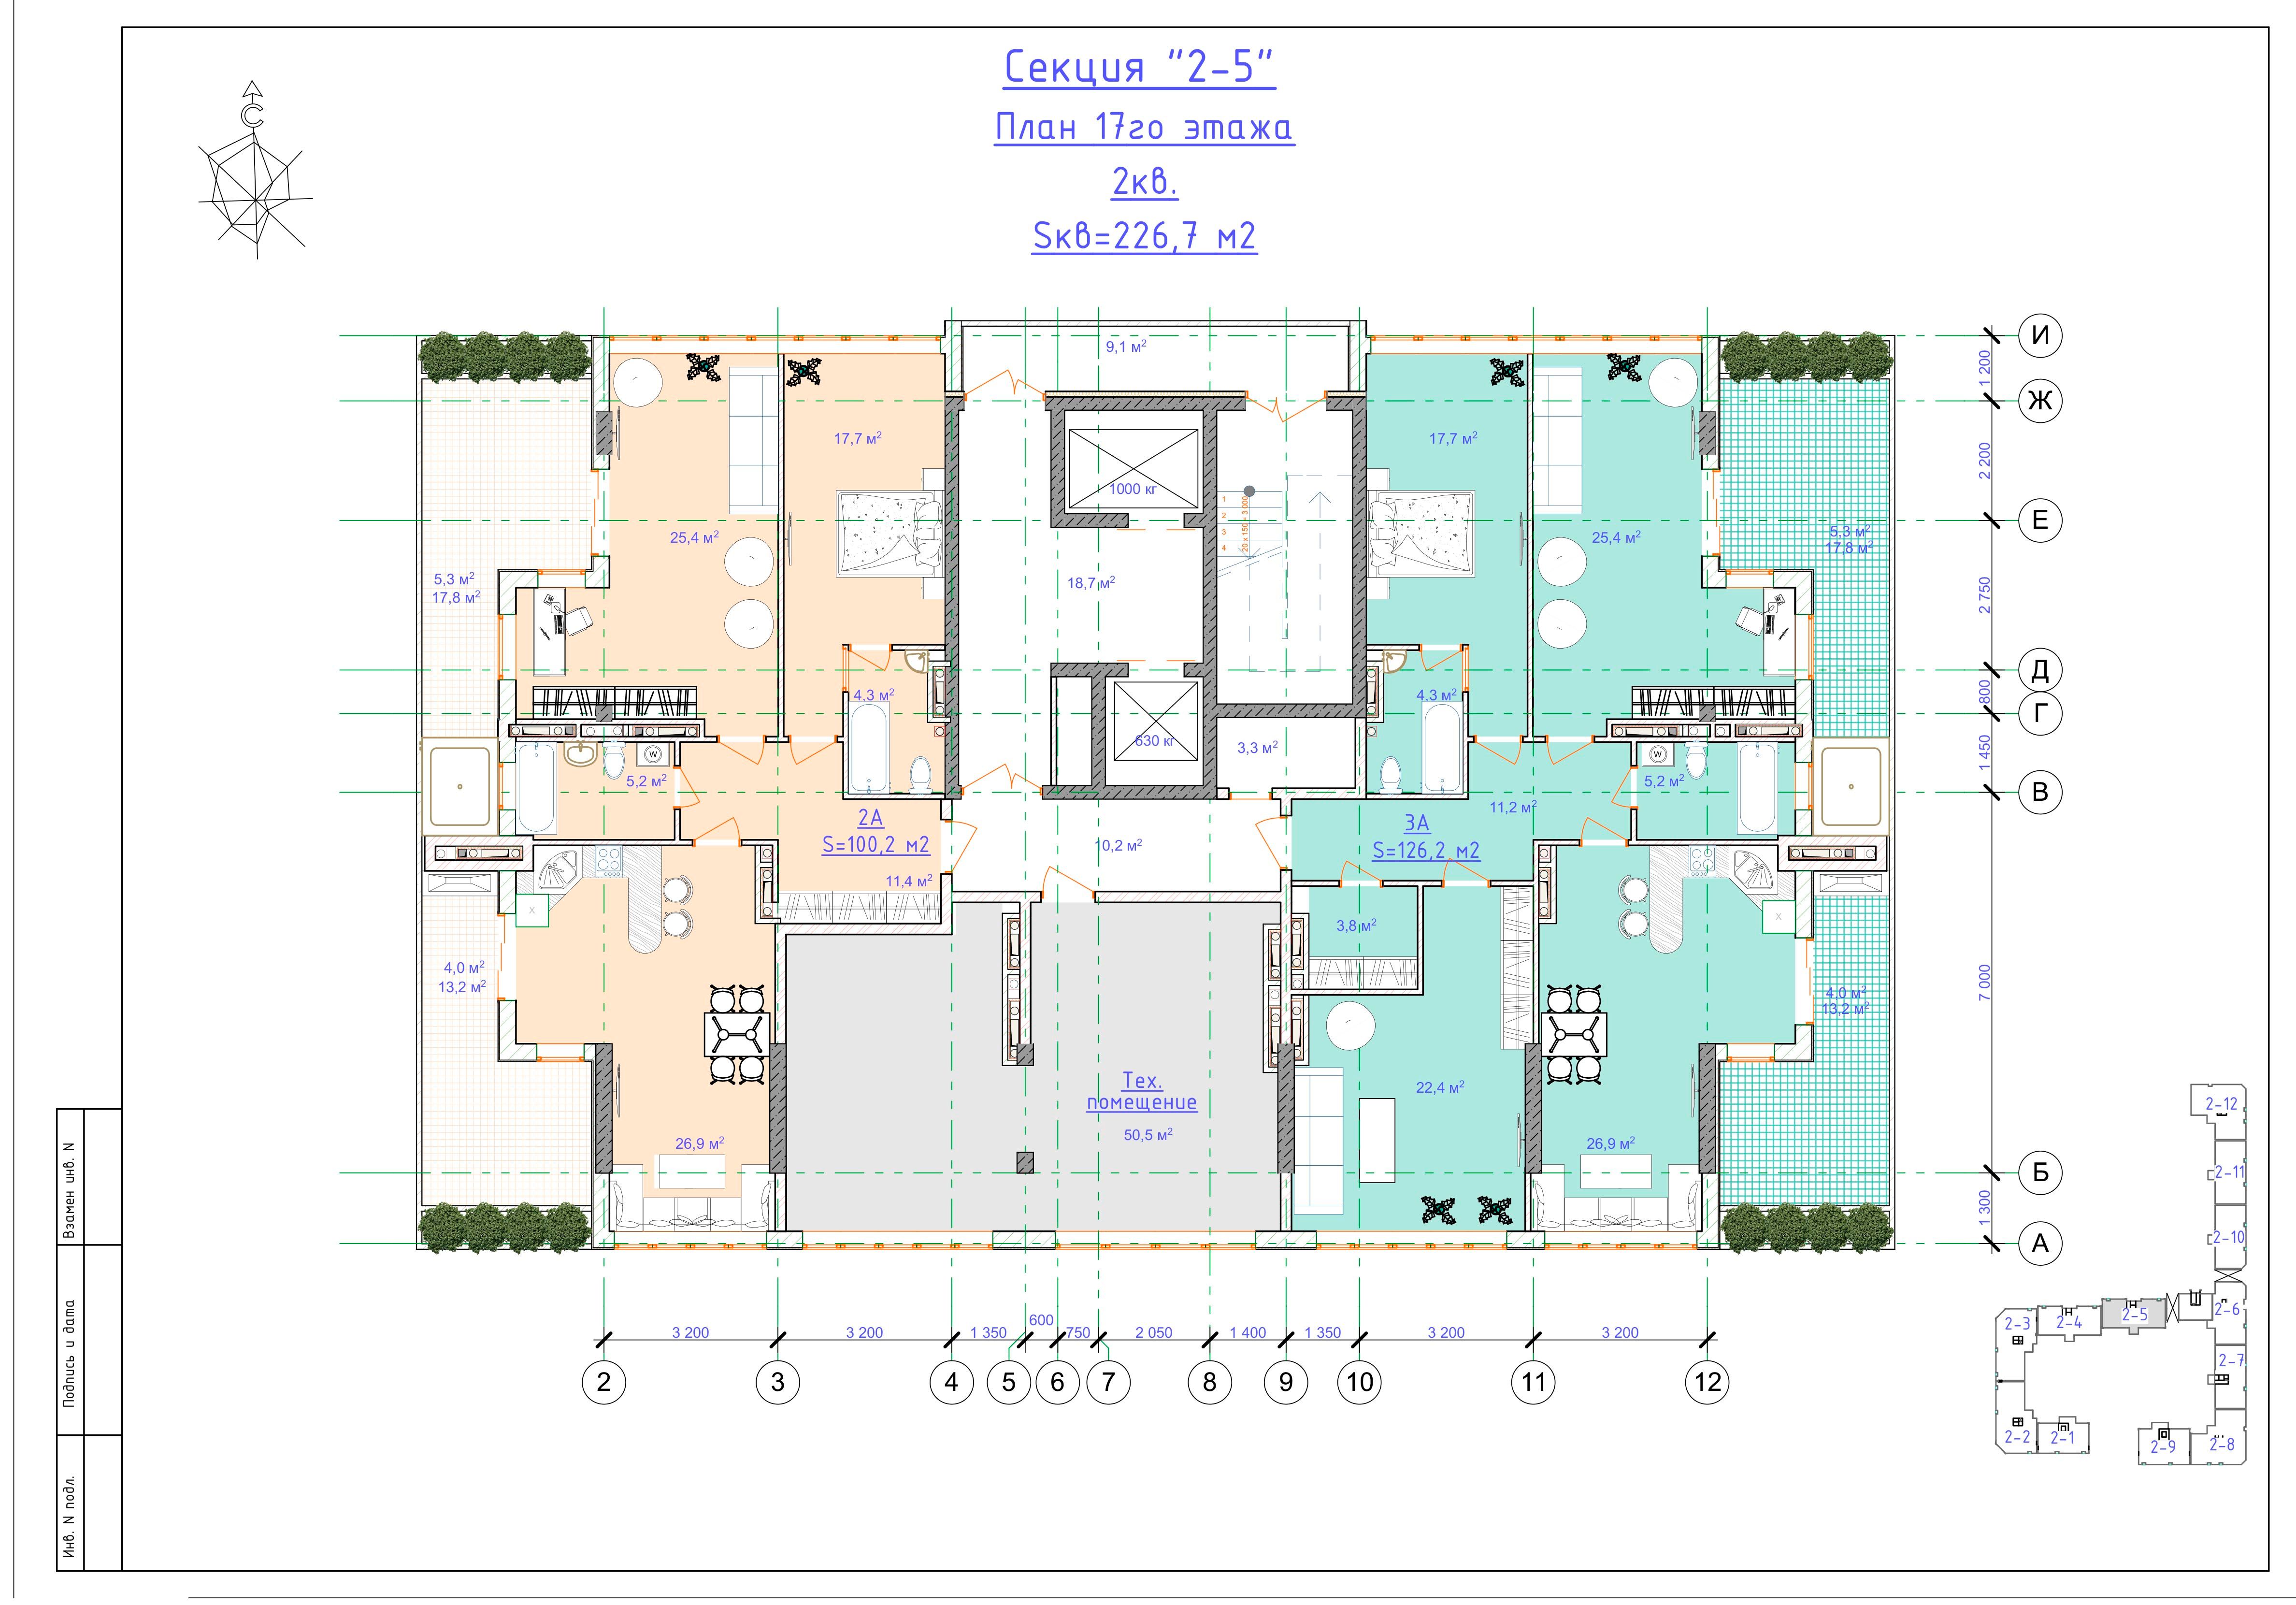 Секция "2-5"
План 17го этажа
2кв.
Sкв=226,7 м2
С
9,1 м²
17,7 м²
17,7 м²
1000 кг
25,4 м²
25,4 м²
5,3 м²
17,8 м²
5,3 м²
17,8 м²
18,7 м²
1
2
3
4
20 x 150 = 3 000
4,3 м²
4,3 м²
630 кг
3,3 м²
W
5,2 м²
W
5,2 м²
2А
S=100,2 м2
11,4 м²
10,2 м²
11,2 м²
3А
S=126,2 м2
X
X
3,8 м²
4,0 м²
13,2 м²
4,0 м²
13,2 м²
Тех.
помещение
50,5 м²
22,4 м²
26,9 м²
26,9 м²
И
1 200
Ж
2 200
Е
2 750
Д
800
Г
1 450
В
7 000
Б
1 300
А
3 200
3 200
1 350
600
750
2 050
1 400
1 350
3 200
3 200
2
3
4
5
6
7
8
9
10
11
12
2-12
2-11
2-10
2-6
2-5
2-4
2-3
2-7
2-2
2-1
2-9
2-8
Взамен инв. N
Подпись и дата
Инв. N подл.